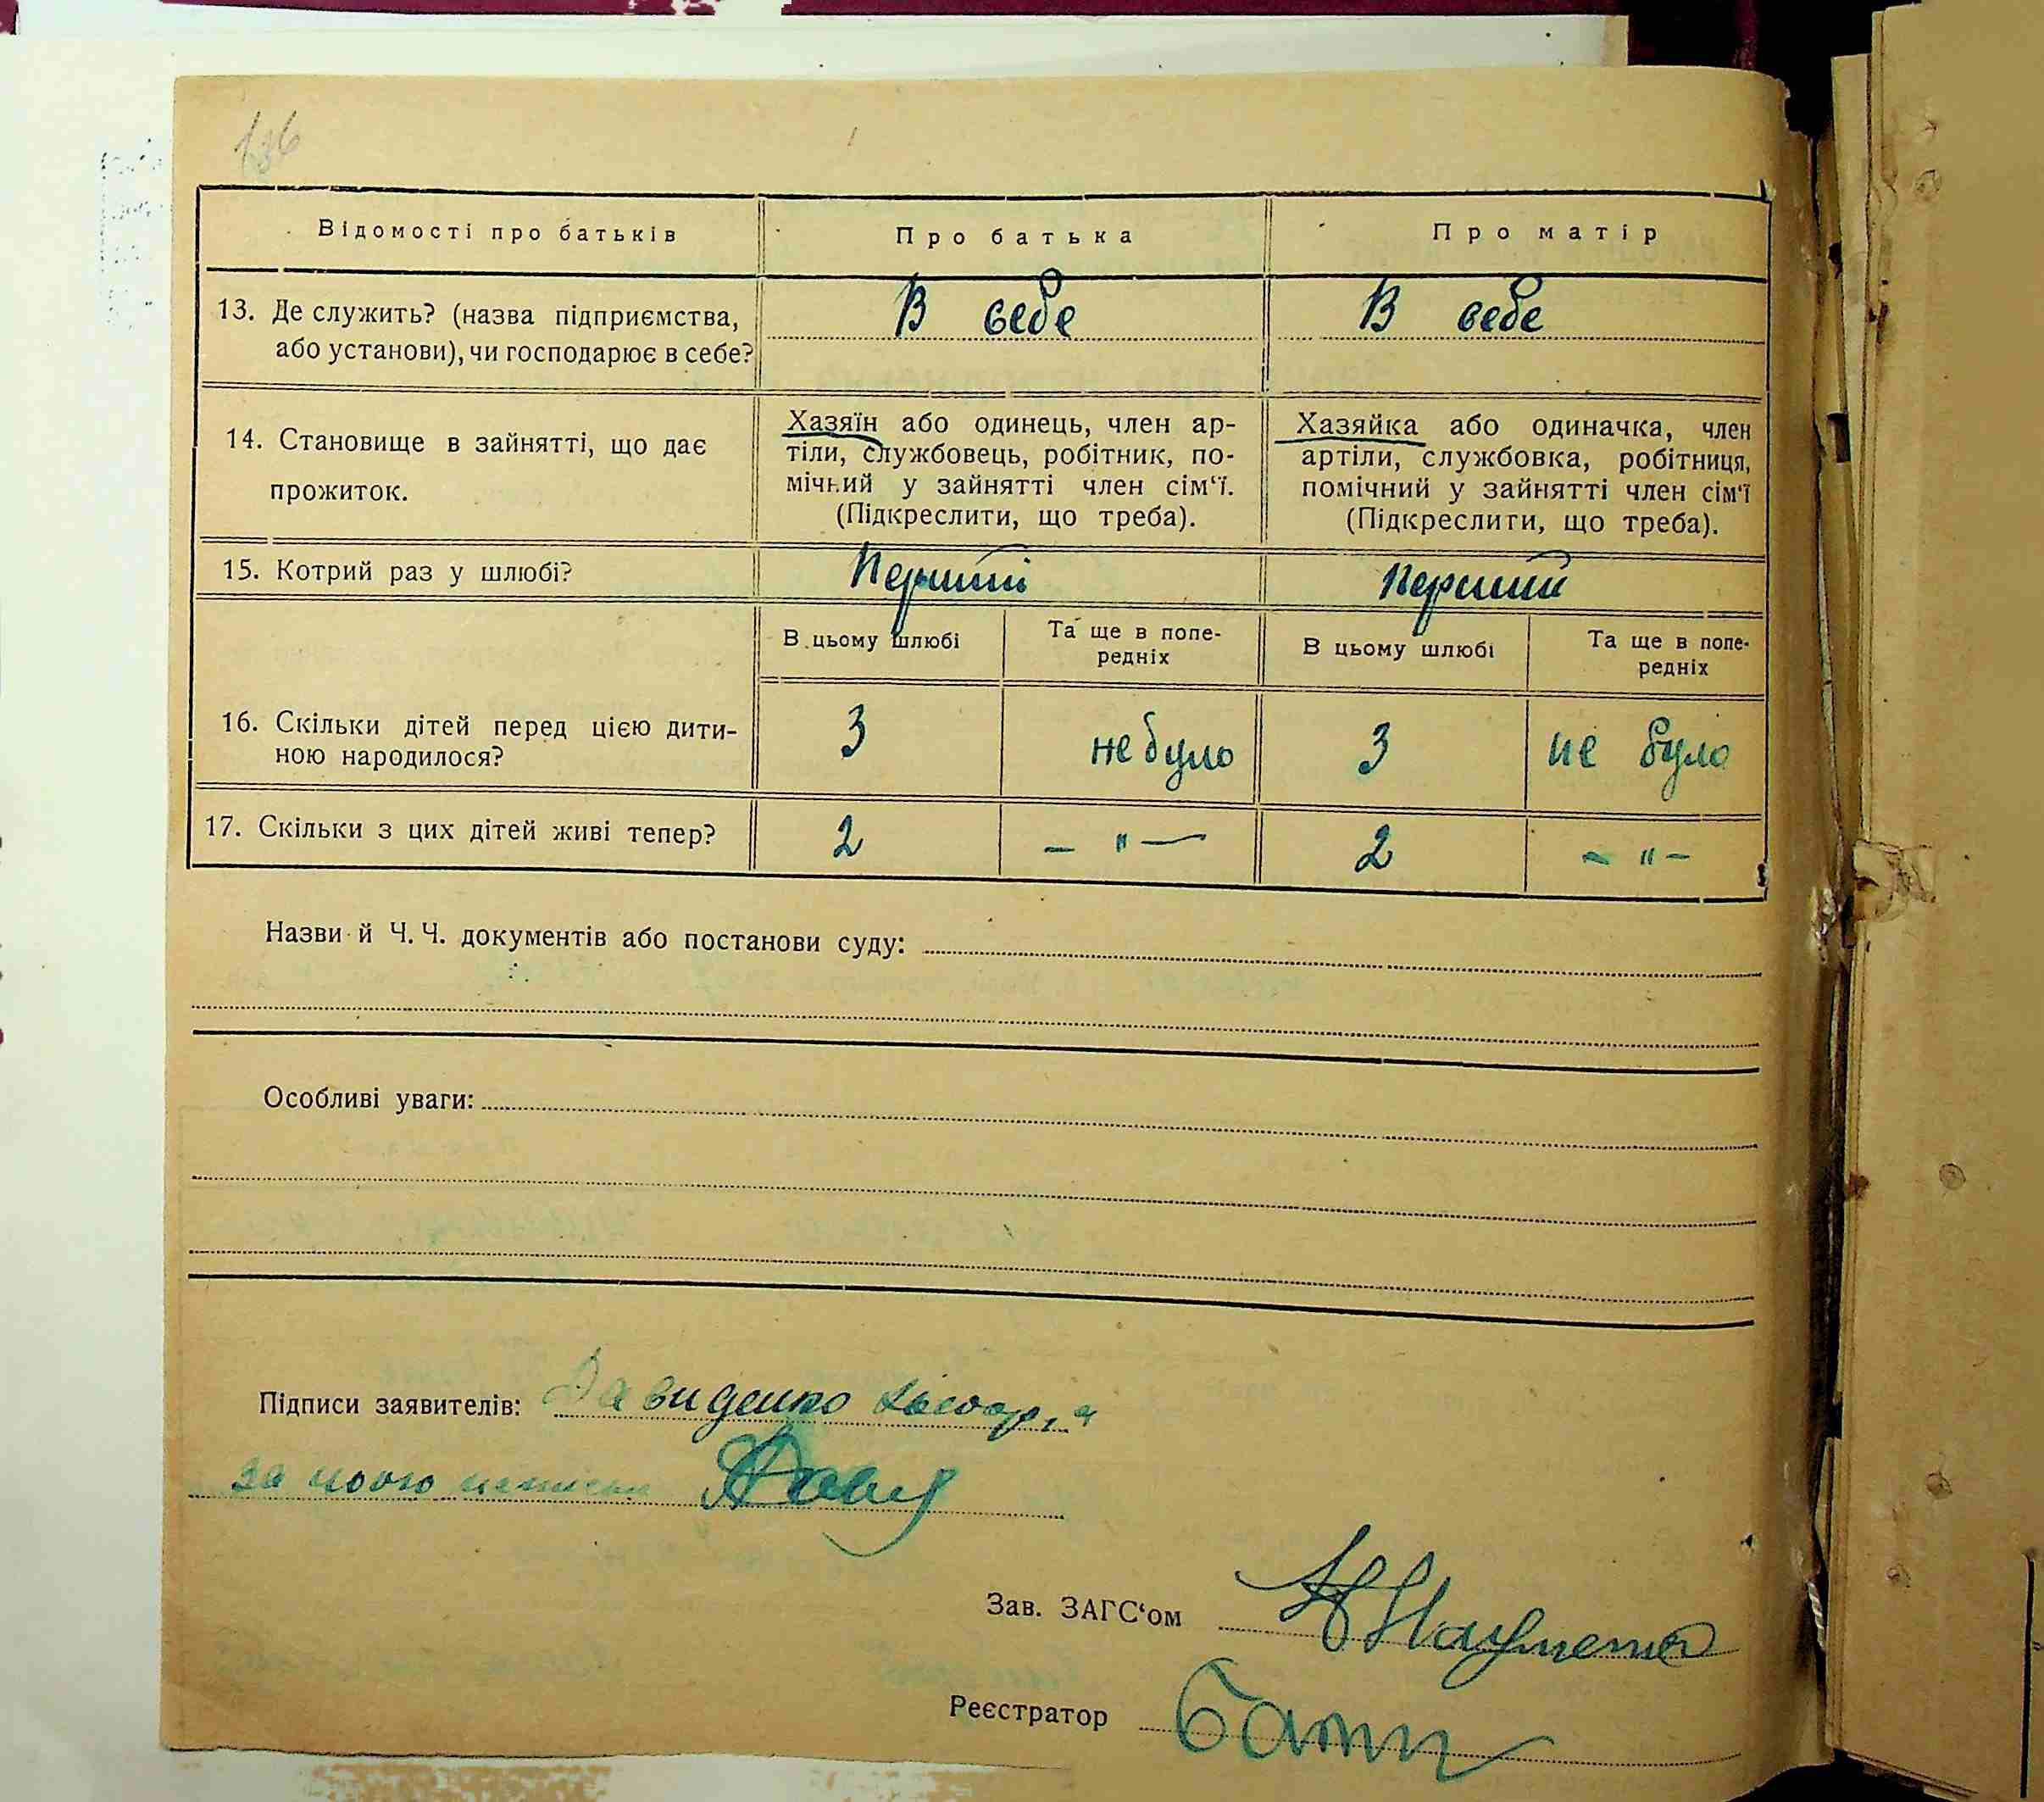 136
Відомості про батьків
Про батька
Про матір
13. Де служить? (назва підприємства,
або установи), чи господарює в себе?
В себе
В себе
14. Становище в зайнятті, що дає
прожиток.
Хазяїн або одинець, член ар-
тіли, службовець, робітник, по-
мічний у зайнятті член сім‘ї.
(Підкреслити, що треба).
Хазяйка або одиначка, член
артіли, службовка, робітниця,
помічний у зайнятті член сім‘ї
(Підкреслити, що треба).
15. Котрий раз у шлюбі?
Перший
Перший
В цьому шлюбі
Та ще в попе-
редніх
В цьому шлюбі
Та ще в попе-
редніх
16. Скільки дітей перед цією дити-
ною народилося?
3
не було
3
не було
17. Скільки з цих дітей живі тепер?
2
— " —
2
— " —
Назви й Ч. Ч. документів або постанови суду:
Особливі уваги:
Підписи заявителів: Давиденко
за
Зав. ЗАГС‘ом
Реєстратор